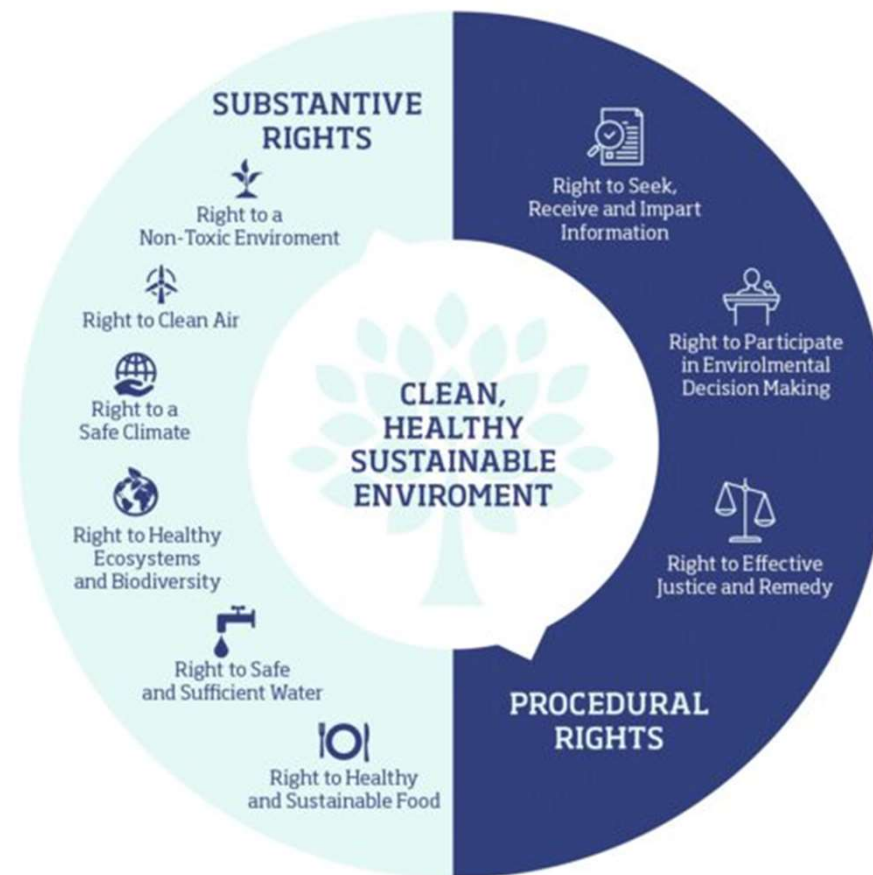 SUBSTANTIVE
RIGHTS
Right to a
Non-Toxic Enviroment
Right to Clean Air
Right to a
Safe Climate
Right to Healthy
Ecosystems
and Biodiversity
Right to Safe
and Sufficient Water
Right to Healthy
and Sustainable Food
CLEAN,
HEALTHY
SUSTAINABLE
ENVIROMENT
Right to Seek,
Receive and Impart
Information
Right to Participate
in Envirolmental
Decision Making
Right to Effective
Justice and Remedy
PROCEDURAL
RIGHTS